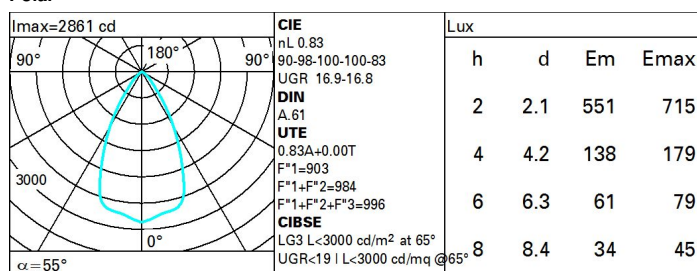 Imax=2861 cd
90°
180°
90°
3000
0°
α=55°
CIE
nL 0.83
90-98-100-100-83
UGR 16.9-16.8
DIN
A.61
UTE
0.83A+0.00T
F"1=903
F"1+F"2=984
F"1+F"2+F"3=996
CIBSE
LG3 L<3000 cd/m² at 65°
UGR<19 | L<3000 cd/mq @65°
Lux
h d Em Emax
2 2.1 551 715
4 4.2 138 179
6 6.3 61 79
8 8.4 34 45